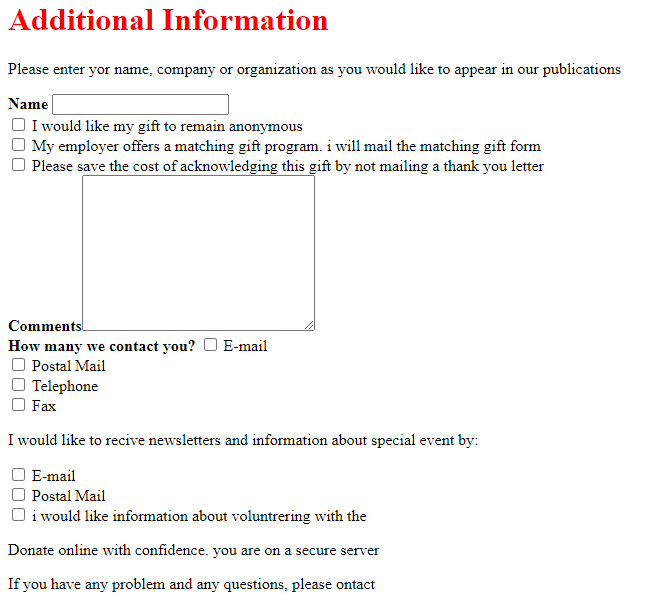 Additional Information
Please enter yor name, company or organization as you would like to appear in our publications
Name
I would like my gift to remain anonymous
My employer offers a matching gift program. i will mail the matching gift form
Please save the cost of acknowledging this gift by not mailing a thank you letter
Comments
How many we contact you? E-mail
Postal Mail
Telephone
Fax
I would like to recive newsletters and information about special event by:
E-mail
Postal Mail
i would like information about voluntrering with the
Donate online with confidence. you are on a secure server
If you have any problem and any questions, please ontact